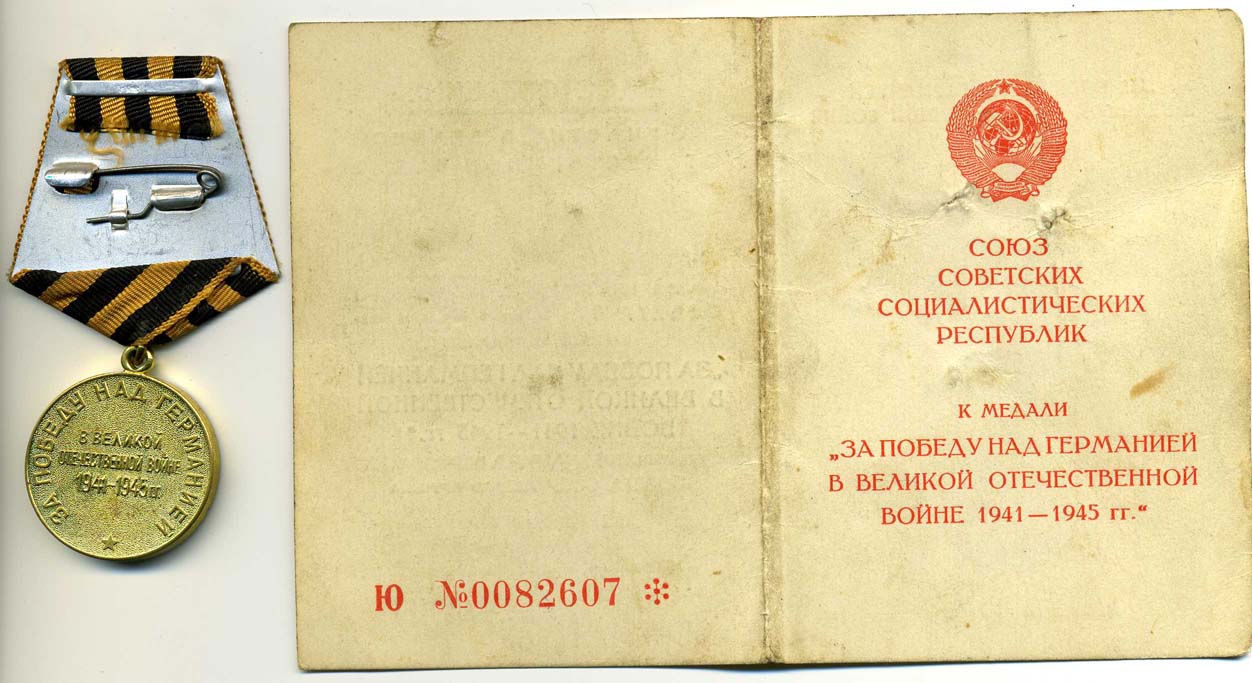 ЗА ПОБЕДУ НАД ГЕРМАНИЕЙ
В ВЕЛИКОЙ
ОТЕЧЕСТВЕННОЙ ВОЙНЕ
1941-1945 гг
Ю №0082607
СОЮЗ
СОВЕТСКИХ
СОЦИАЛИСТИЧЕСКИХ
РЕСПУБЛИК
К МЕДАЛИ
„ЗА ПОБЕДУ НАД ГЕРМАНИЕЙ
В ВЕЛИКОЙ ОТЕЧЕСТВЕННОЙ
ВОЙНЕ 1941—1945 гг.“